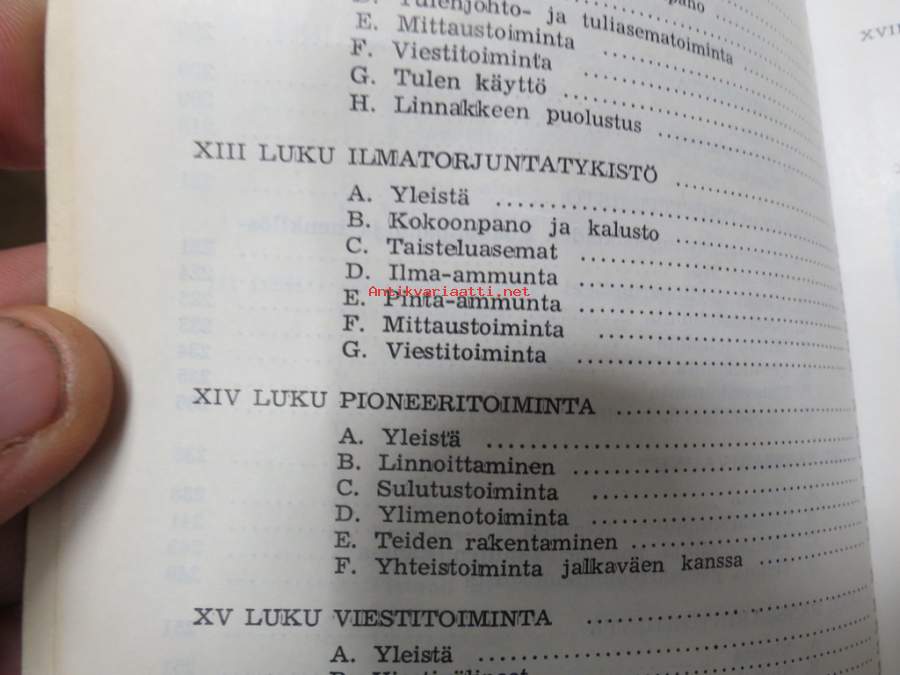 pano
D. Tulenjohto- ja tuliasematoiminta
E. Mittaustoiminta
F. Viestitoiminta
G. Tulen käyttö
H. Linnakkeen puolustus
XIII LUKU ILMATORJUNTATYKISTÖ
A. Yleistä
B. Kokoonpano ja kalusto
C. Taisteluasemat
D. Ilma-ammunta
Antikvariaatti.net
E. Pinta-ammunta
F. Mittaustoiminta
G. Viestitoiminta
XIV LUKU PIONEERITOIMINTA
A. Yleistä
B. Linnoittaminen
C. Sulutustoiminta
D. Ylimenotoiminta
E. Teiden rakentaminen
F. Yhteistoiminta jalkaväen kanssa
XV LUKU VIESTITOIMINTA
A. Yleistä